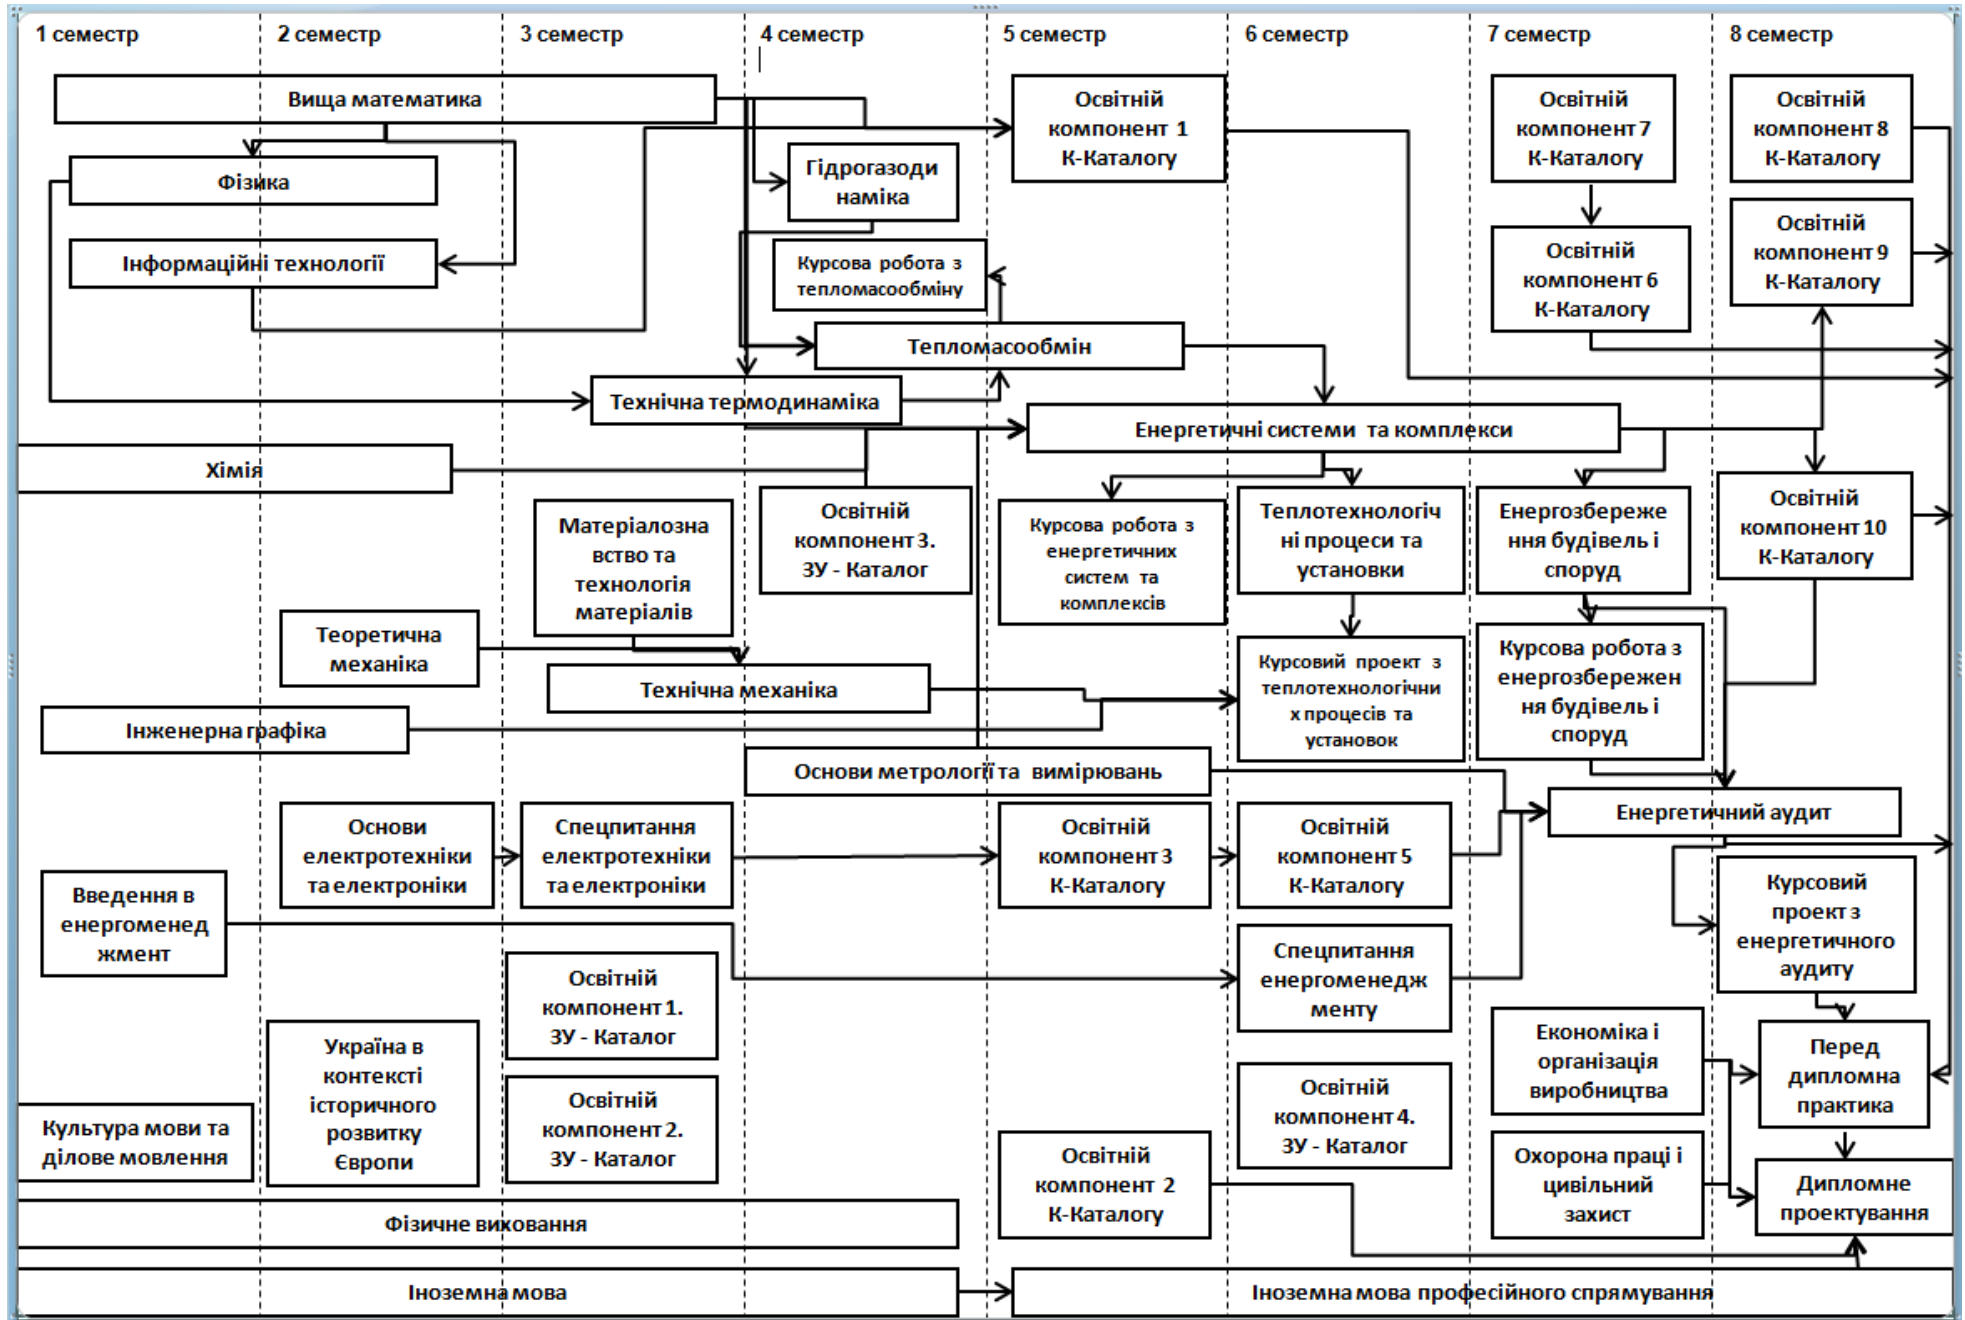 1 семестр
2 семестр
3 семестр
4 семестр
5 семестр
6 семестр
7 семестр
8 семестр
Вища математика
Фізика
Інформаційні технології
Гідрогазоди
наміка
Курсова робота з
тепломасообміну
Тепломасообмін
Технічна термодинаміка
Освітній
компонент 1
К-Каталогу
Освітній
компонент 7
К-Каталогу
Освітній
компонент 6
К-Каталогу
Освітній
компонент 8
К-Каталогу
Освітній
компонент 9
К-Каталогу
Енергетичні системи та комплекси
Хімія
Матеріалозна
вство та
технологія
матеріалів
Освітній
компонент 3.
ЗУ - Каталог
Курсова робота з
енергетичних
систем та
комплексів
Теплотехнологіч
ні процеси та
установки
Енергозбереже
ння будівель і
споруд
Освітній
компонент 10
К-Каталогу
Теоретична
механіка
Технічна механіка
Інженерна графіка
Курсовий проект з
теплотехнологічни
х процесів та
установок
Курсова робота з
енергозбережен
ня будівель і
споруд
Основи метрології та вимірювань
Енергетичний аудит
Основи
електротехніки
та електроніки
Спецпитання
електротехніки
та електроніки
Освітній
компонент 3
К-Каталогу
Освітній
компонент 5
К-Каталогу
Введення в
енергоменед
жмент
Курсовий
проект з
енергетичного
аудиту
Спецпитання
енергоменедж
менту
Освітній
компонент 1.
ЗУ - Каталог
Україна в
контексті
історичного
розвитку
Європи
Освітній
компонент 2.
ЗУ - Каталог
Освітній
компонент 4.
ЗУ - Каталог
Економіка і
організація
виробництва
Перед
дипломна
практика
Культура мови та
ділове мовлення
Освітній
компонент 2
К-Каталогу
Охорона праці і
цивільний
захист
Дипломне
проектування
Фізичне виховання
Іноземна мова
Іноземна мова професійного спрямування